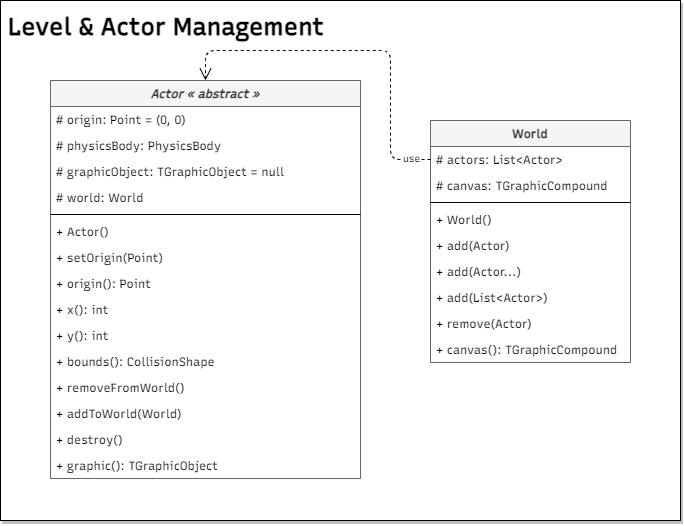 Level & Actor Management
Actor « abstract »
# origin: Point = (0, 0)
# physicsBody: PhysicsBody
# graphicObject: TGraphicObject = null
# world: World
+ Actor()
+ setOrigin(Point)
+ origin(): Point
+ x(): int
+ y(): int
+ bounds(): CollisionShape
+ removeFromWorld()
+ addToWorld(World)
+ destroy()
+ graphic(): TGraphicObject
use
World
# actors: List<Actor>
# canvas: TGraphicCompound
+ World()
+ add(Actor)
+ add(Actor...)
+ add(List<Actor>)
+ remove(Actor)
+ canvas(): TGraphicCompound